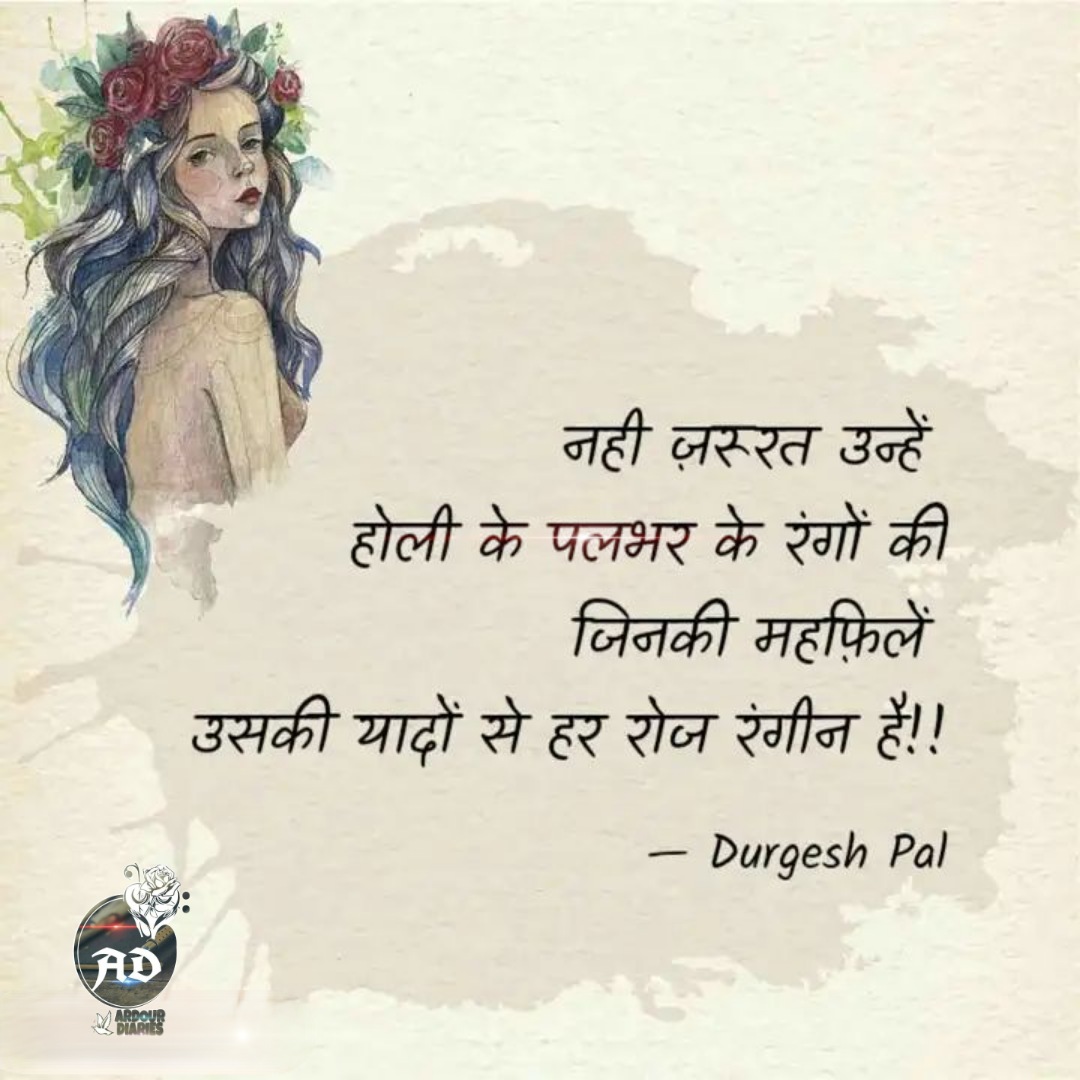 नही ज़रूरत उन्हें
होली के पलभर के रंगों की
जिनकी महफ़िलें
उसकी यादों से हर रोज रंगीन है!!
— Durgesh Pal
AD
ARDOUR
DIARIES